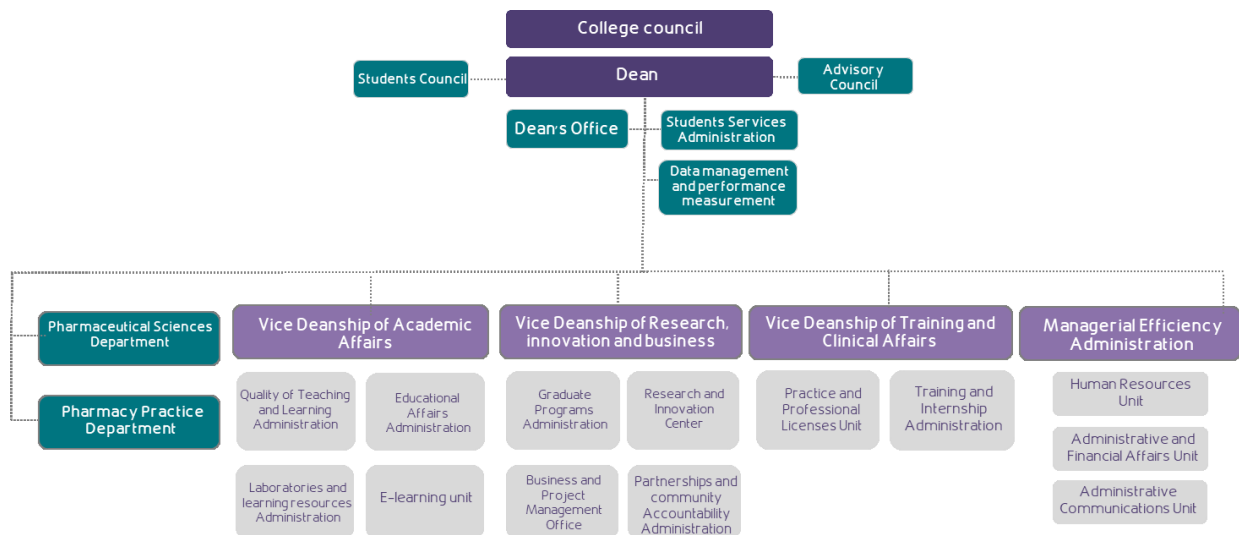 College council
Dean
Students Council
Advisory
Council
Dean's Office
Students Services
Administration
Data management
and performance
measurement
Pharmaceutical Sciences
Department
Pharmacy Practice
Department
Vice Deanship of Academic
Affairs
Quality of Teaching
and Learning
Administration
Educational
Affairs
Administration
Laboratories and
learning resources
Administration
E-learning unit
Vice Deanship of Research,
innovation and business
Graduate
Programs
Administration
Research and
Innovation
Center
Business and
Project
Management
Office
Partnerships and
community
Accountability
Administration
Vice Deanship of Training and
Clinical Affairs
Practice and
Professional
Licenses Unit
Training and
Internship
Administration
Managerial Efficiency
Administration
Human Resources
Unit
Administrative and
Financial Affairs Unit
Administrative
Communications Unit